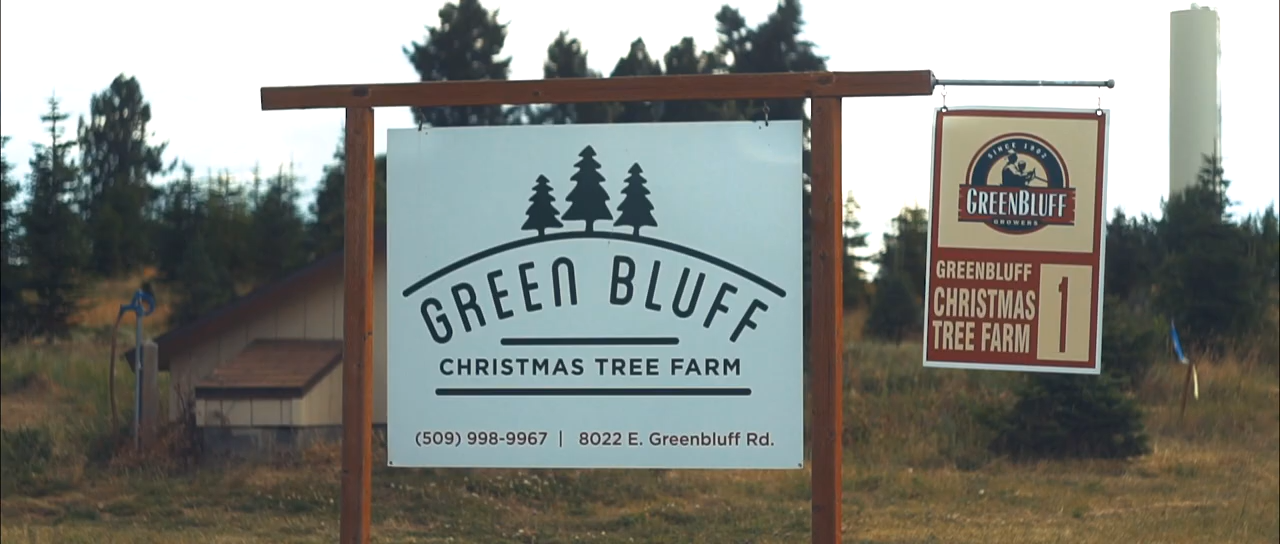 GREEN BLUFF
CHRISTMAS TREE FARM
(509) 998-9967 | 8022 E. Greenbluff Rd.
SINCE 1902
GREENBLUFF
GROWERS
GREENBLUFF
CHRISTMAS
TREE FARM
1